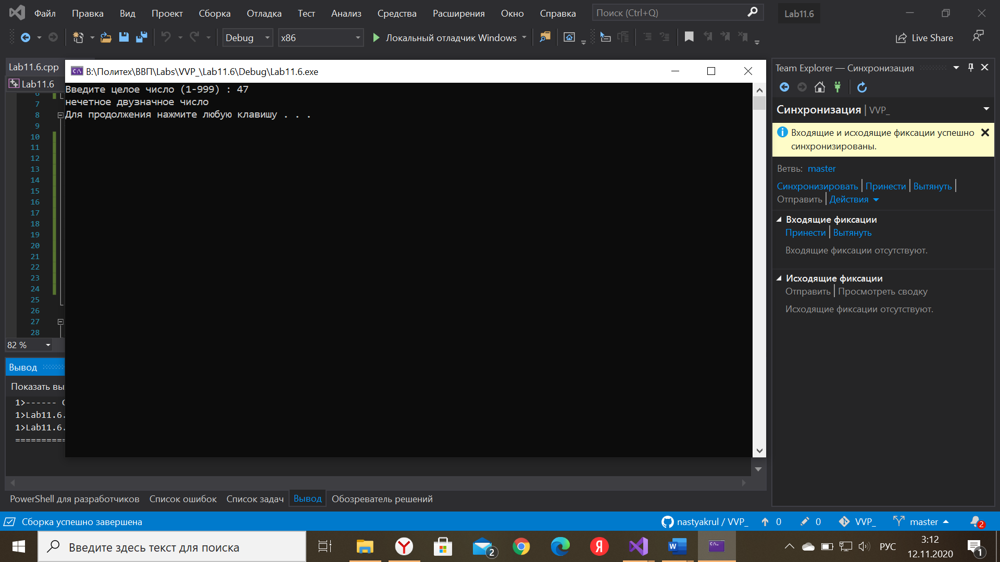 Файл Правка Вид Проект Сборка Отладка Тест Анализ Средства Расширения Окно Справка Поиск (Ctrl+Q) Lab11.6
Debug x86 Локальный отладчик Windows Live Share
Lab11.6.cpp
Lab11.6
6
7
8
9
10
11
12
13
14
15
16
17
18
19
20
21
22
23
24
25
26
27
28
82 %
B:\Политех\ВВП\Labs\VVP_\Lab11.6\Debug\Lab11.6.exe
Введите целое число (1-999) : 47
нечетное двузначное число
Для продолжения нажмите любую клавишу . . .
Team Explorer — Синхронизация
Синхронизация | VVP_
Входящие и исходящие фиксации успешно
синхронизированы.
Ветвь: master
Синхронизировать | Принести | Вытянуть |
Отправить | Действия
Входящие фиксации
Принести | Вытянуть
Входящие фиксации отсутствуют.
Исходящие фиксации
Отправить | Просмотреть сводку
Исходящие фиксации отсутствуют.
Вывод
Показать вы
1>------ С
1>Lab11.6.
1>Lab11.6.
==========
PowerShell для разработчиков Список ошибок Список задач Вывод Обозреватель решений
Сборка успешно завершена nastyakrul / VVP_ 0 0 VVP_ master 2
Введите здесь текст для поиска 2 РУС 3:12
12.11.2020 1